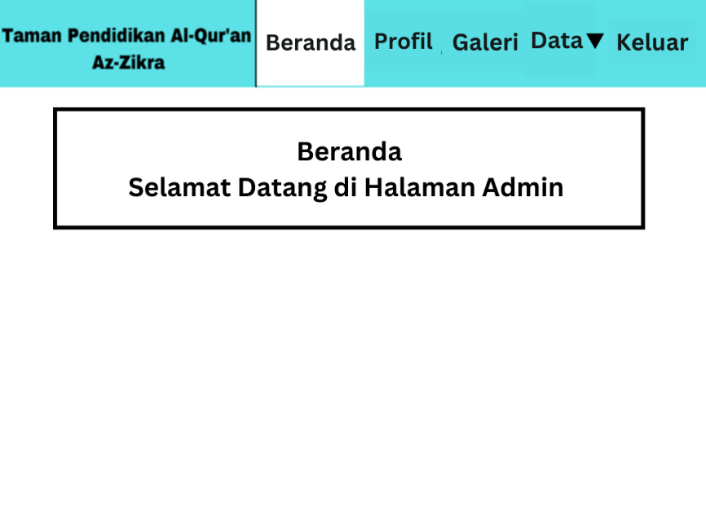 Taman Pendidikan Al-Qur'an
Az-Zikra
Beranda Profil Galeri Data▼ Keluar
Beranda
Selamat Datang di Halaman Admin